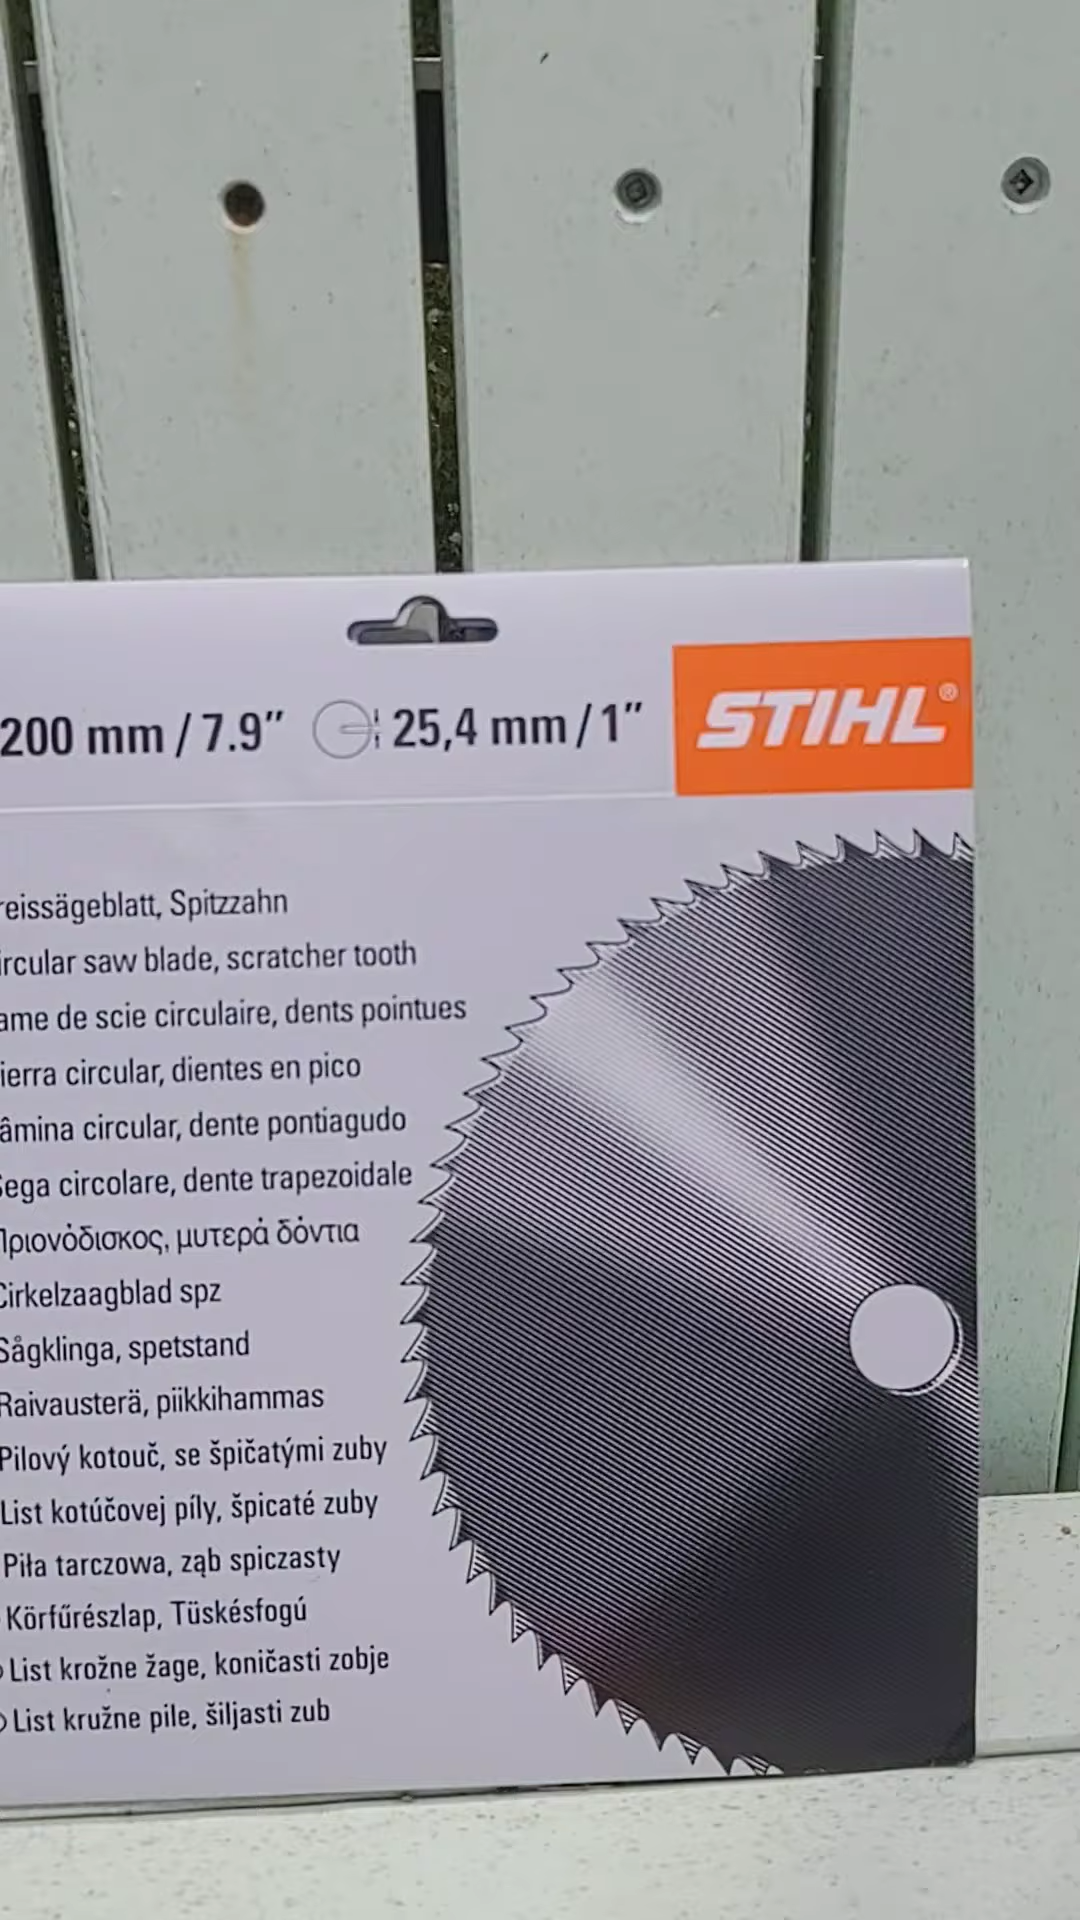 200 mm / 7.9" 25,4 mm / 1"
STIHL®
reissägeblatt, Spitzzahn
ircular saw blade, scratcher tooth
ame de scie circulaire, dents pointues
ierra circular, dientes en pico
âmina circular, dente pontiagudo
Sega circolare, dente trapezoidale
Πριονόδισκος, μυτερά δόντια
Cirkelzaagblad spz
Sågklinga, spetstand
Raivausterä, piikkihammas
Pilový kotouč, se špičatými zuby
List kotúčovej píly, špicaté zuby
Piła tarczowa, ząb spiczasty
Körfűrészlap, Tüskésfogú
List krožne žage, koničasti zobje
List kružne pile, šiljasti zub